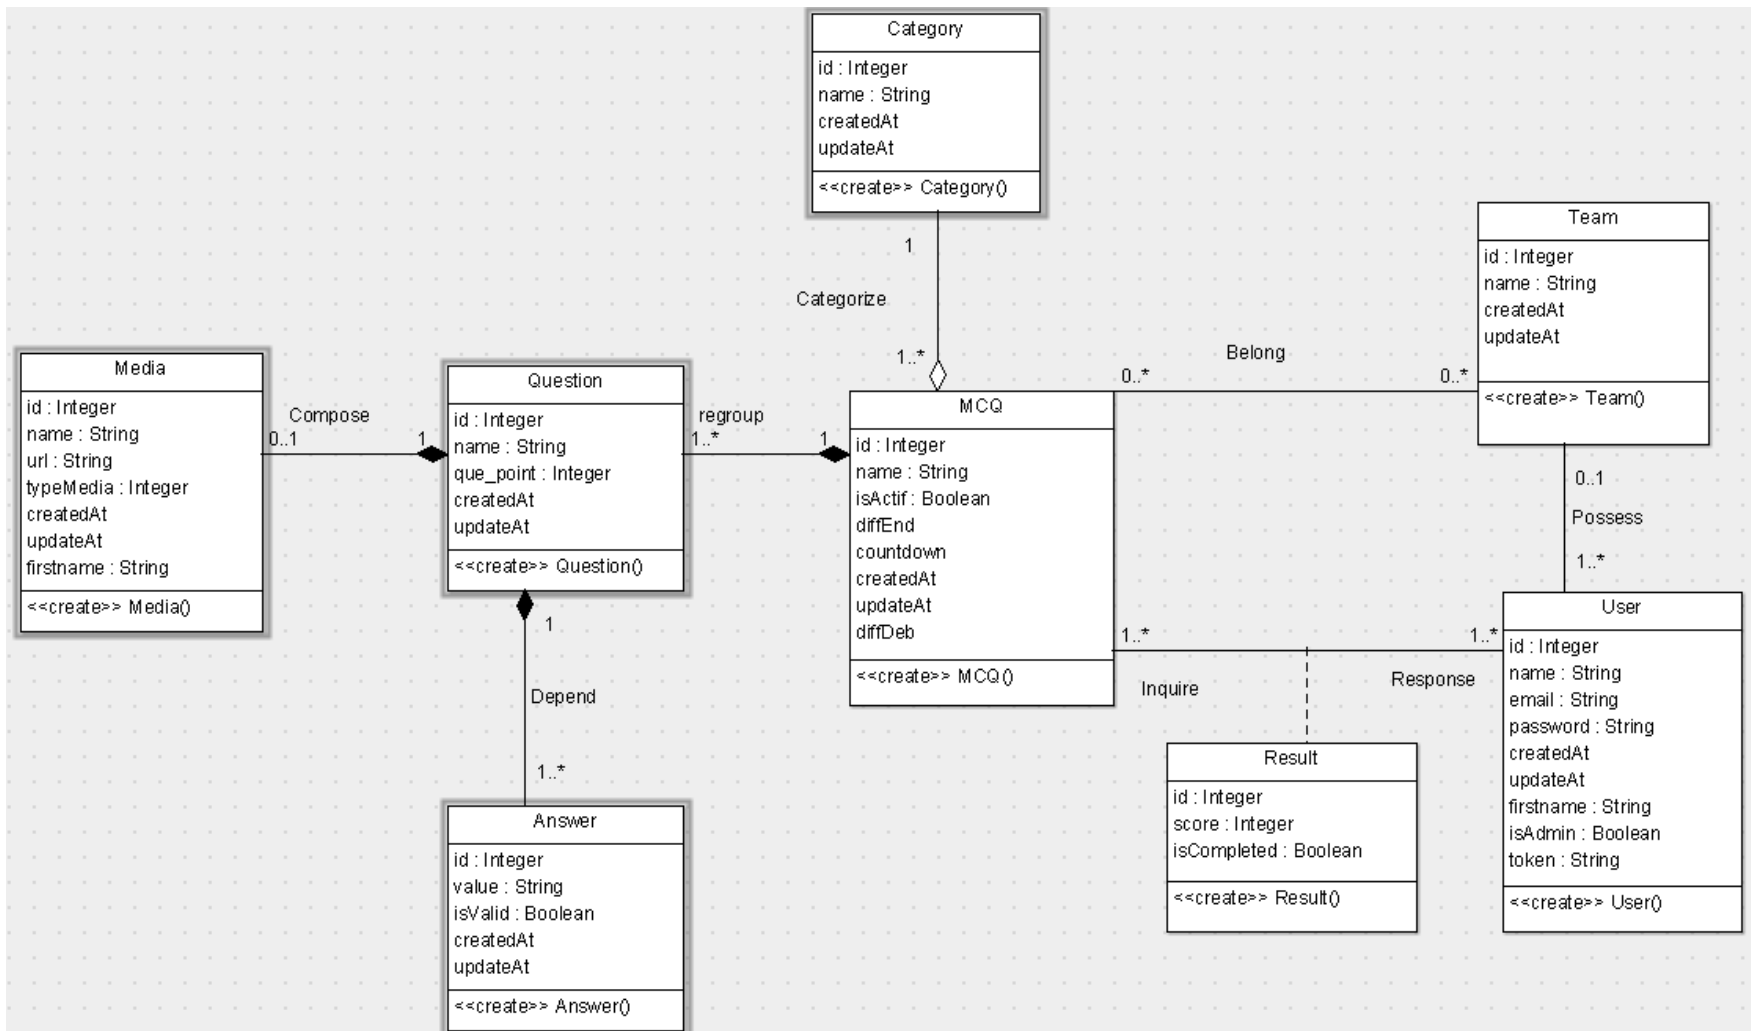 Category
id : Integer
name : String
createdAt
updateAt
<<create>> Category()
1
Categorize
1..*
Team
id : Integer
name : String
createdAt
updateAt
<<create>> Team()
Belong
0..*
0..*
Media
id : Integer
name : String
url : String
typeMedia : Integer
createdAt
updateAt
firstname : String
<<create>> Media()
Compose
0..1
1
Question
id : Integer
name : String
que_point : Integer
createdAt
updateAt
<<create>> Question()
regroup
1..*
1
MCQ
id : Integer
name : String
isActif : Boolean
diffEnd
countdown
createdAt
updateAt
diffDeb
<<create>> MCQ()
0..1
Possess
1..*
1
Depend
1..*
1..*
1..*
Inquire
Response
User
id : Integer
name : String
email : String
password : String
createdAt
updateAt
firstname : String
isAdmin : Boolean
token : String
<<create>> User()
Result
id : Integer
score : Integer
isCompleted : Boolean
<<create>> Result()
Answer
id : Integer
value : String
isValid : Boolean
createdAt
updateAt
<<create>> Answer()